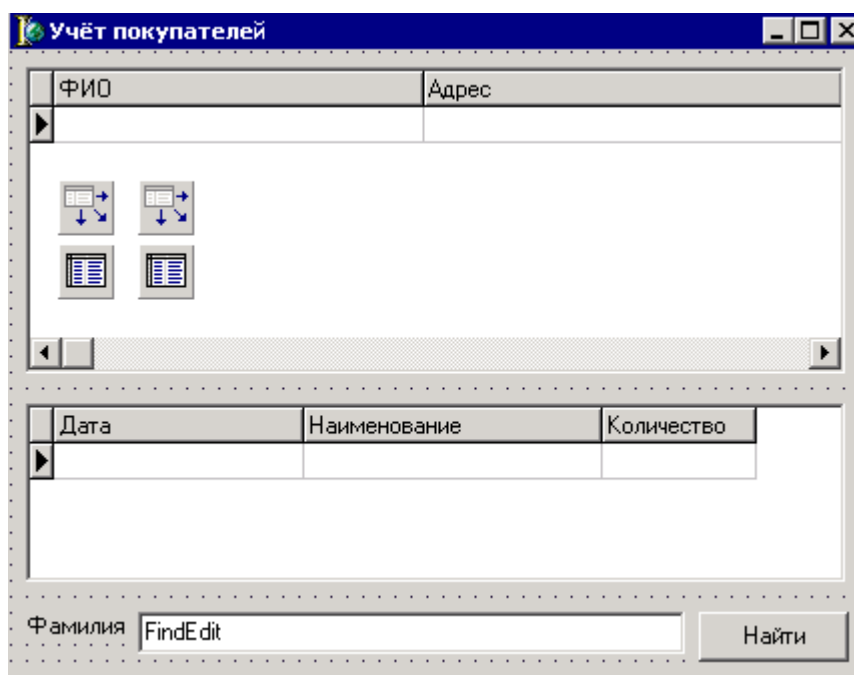 Учёт покупателей
ФИО Адрес
Дата Наименование Количество
Фамилия FindEdit Найти